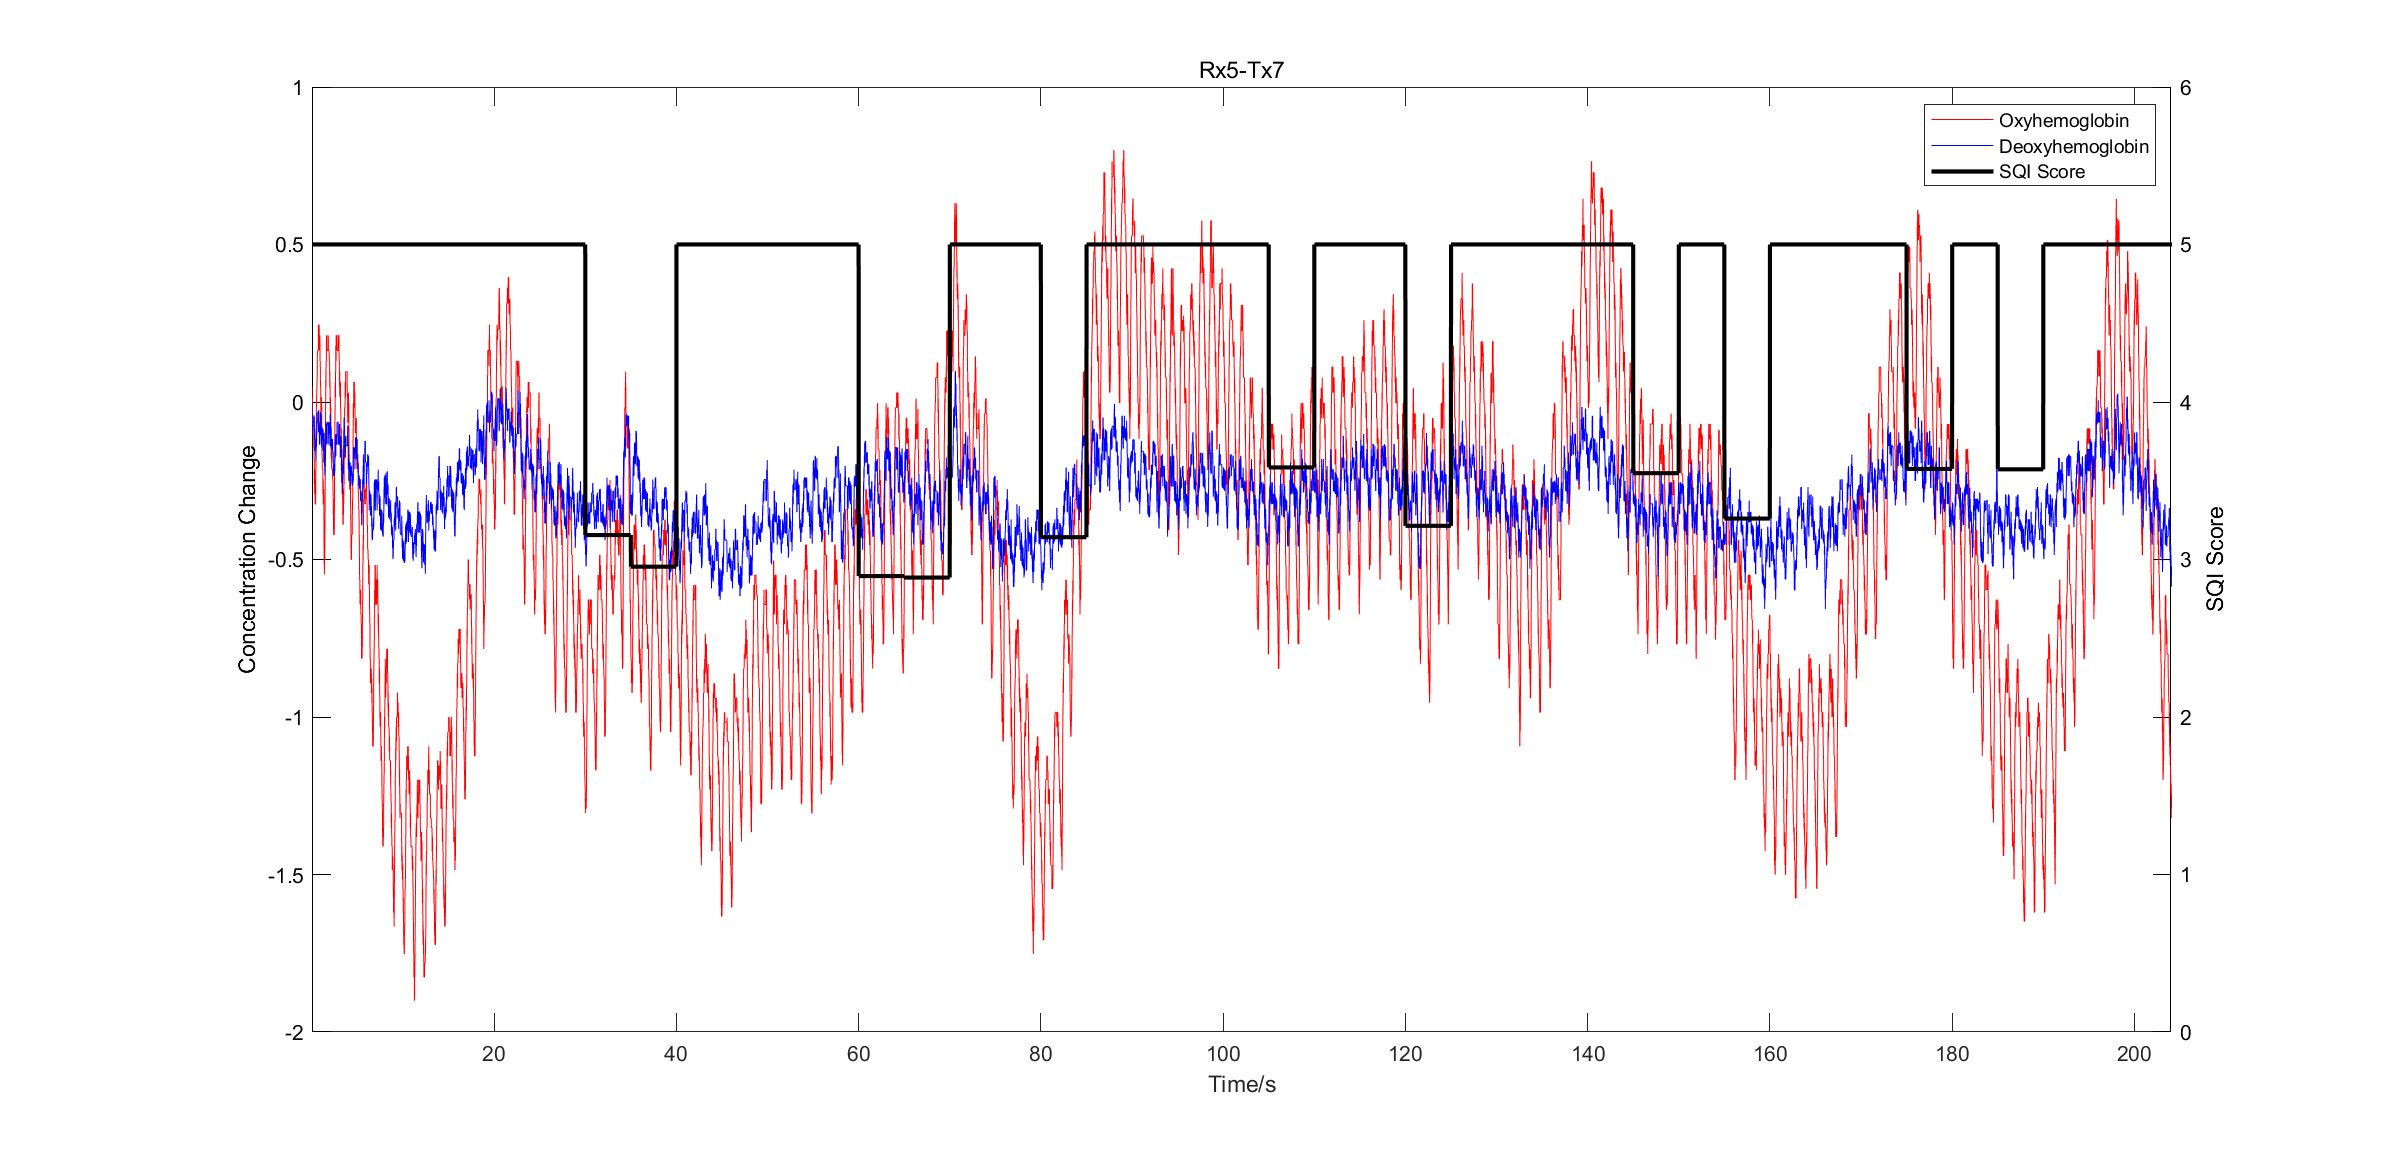 Rx5-Tx7
1
0.5
0
-0.5
-1
-1.5
-2
Concentration Change
6
5
4
3
2
1
0
SQI Score
Oxyhemoglobin
Deoxyhemoglobin
SQI Score
20 40 60 80 100 120 140 160 180 200
Time/s